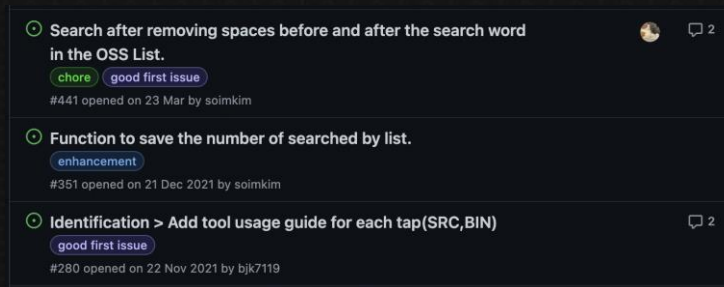 Search after removing spaces before and after the search word
in the OSS List.
chore good first issue
#441 opened on 23 Mar by soimkim
2
Function to save the number of searched by list.
enhancement
#351 opened on 21 Dec 2021 by soimkim
Identification > Add tool usage guide for each tap(SRC,BIN)
2
good first issue
#280 opened on 22 Nov 2021 by bjk7119